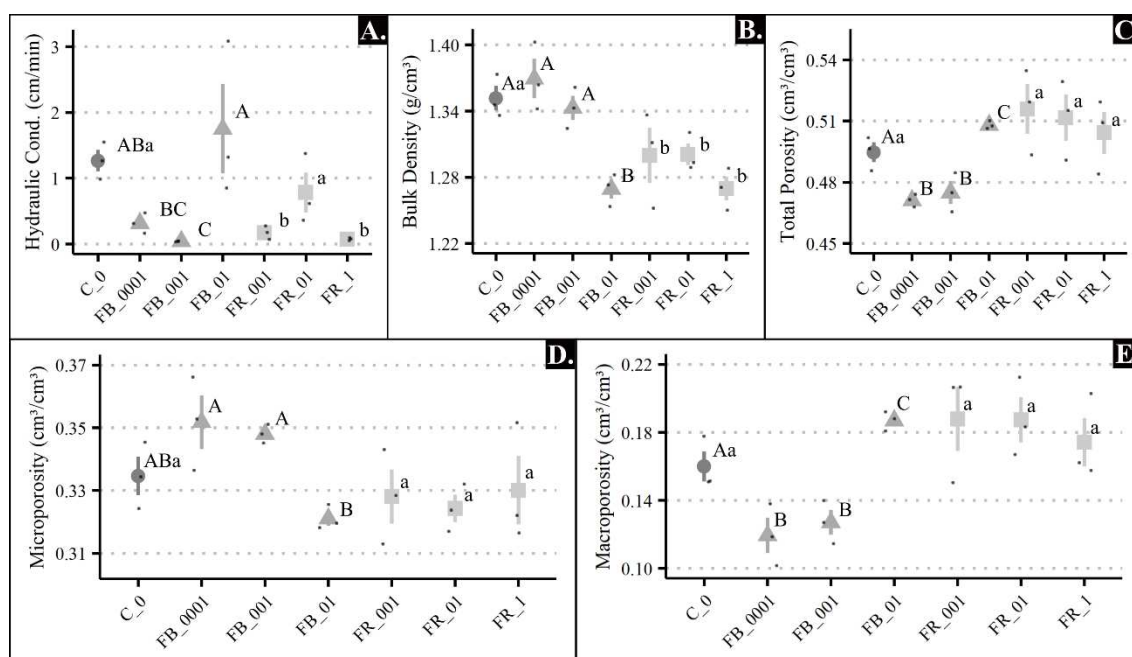 A.
Hydraulic Cond. (cm/min)
3
2
1
0
ABa
BC
C
A
b
a
b
C_0
FB_0001
FB_001
FB_01
FR_001
FR_01
FR_1
B.
Bulk Density (g/cm³)
1.40
1.34
1.28
1.22
Aa
A
A
B
b
b
b
C_0
FB_0001
FB_001
FB_01
FR_001
FR_01
FR_1
C
Total Porosity (cm³/cm³)
0.54
0.51
0.48
0.45
Aa
B
B
C
a
a
a
C_0
FB_0001
FB_001
FB_01
FR_001
FR_01
FR_1
D.
Microporosity (cm³/cm³)
0.37
0.35
0.33
0.31
ABa
A
A
B
a
a
a
C_0
FB_0001
FB_001
FB_01
FR_001
FR_01
FR_1
E
Macroporosity (cm³/cm³)
0.22
0.18
0.14
0.10
Aa
B
B
C
a
a
a
C_0
FB_0001
FB_001
FB_01
FR_001
FR_01
FR_1